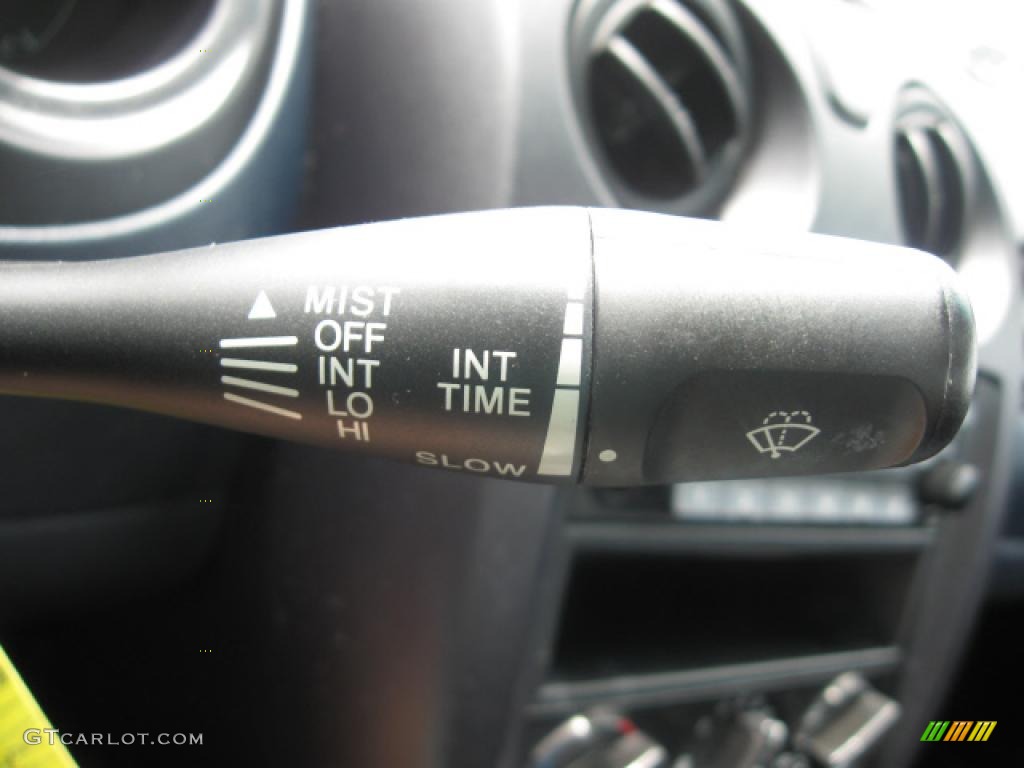 MIST
OFF
INT
LO
HI
INT
TIME
SLOW
GTCARLOT.COM